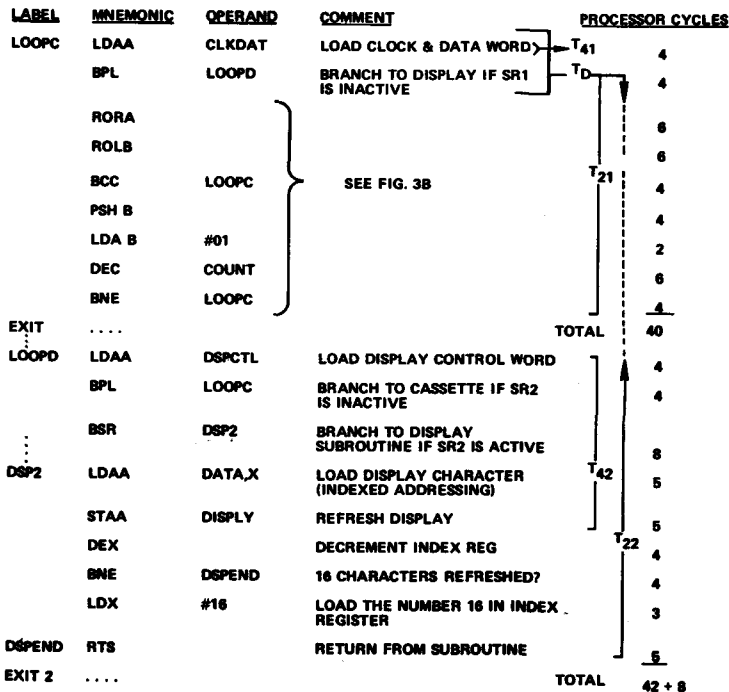 LABEL MNEMONIC OPERAND COMMENT PROCESSOR CYCLES
LOOPC LDAA CLKDAT LOAD CLOCK & DATA WORD T41 4
BPL LOOPD BRANCH TO DISPLAY IF SR1 TD 4
IS INACTIVE
RORA 6
ROLB 6
T21
BCC LOOPC SEE FIG. 3B 4
PSH B 4
LDA B #01 2
DEC COUNT 6
BNE LOOPC 4
EXIT .... TOTAL 40
LOOPD LDAA DSPCTL LOAD DISPLAY CONTROL WORD 4
BPL LOOPC BRANCH TO CASSETTE IF SR2 4
IS INACTIVE
BSR DSP2 BRANCH TO DISPLAY
SUBROUTINE IF SR2 IS ACTIVE 8
DSP2 LDAA DATA,X LOAD DISPLAY CHARACTER T42 5
(INDEXED ADDRESSING)
STAA DISPLY REFRESH DISPLAY 5
T22
DEX DECREMENT INDEX REG 4
BNE DSPEND 16 CHARACTERS REFRESHED? 4
LDX #16 LOAD THE NUMBER 16 IN INDEX 3
REGISTER
DSPEND RTS RETURN FROM SUBROUTINE 5
EXIT 2 .... TOTAL 42 + 8